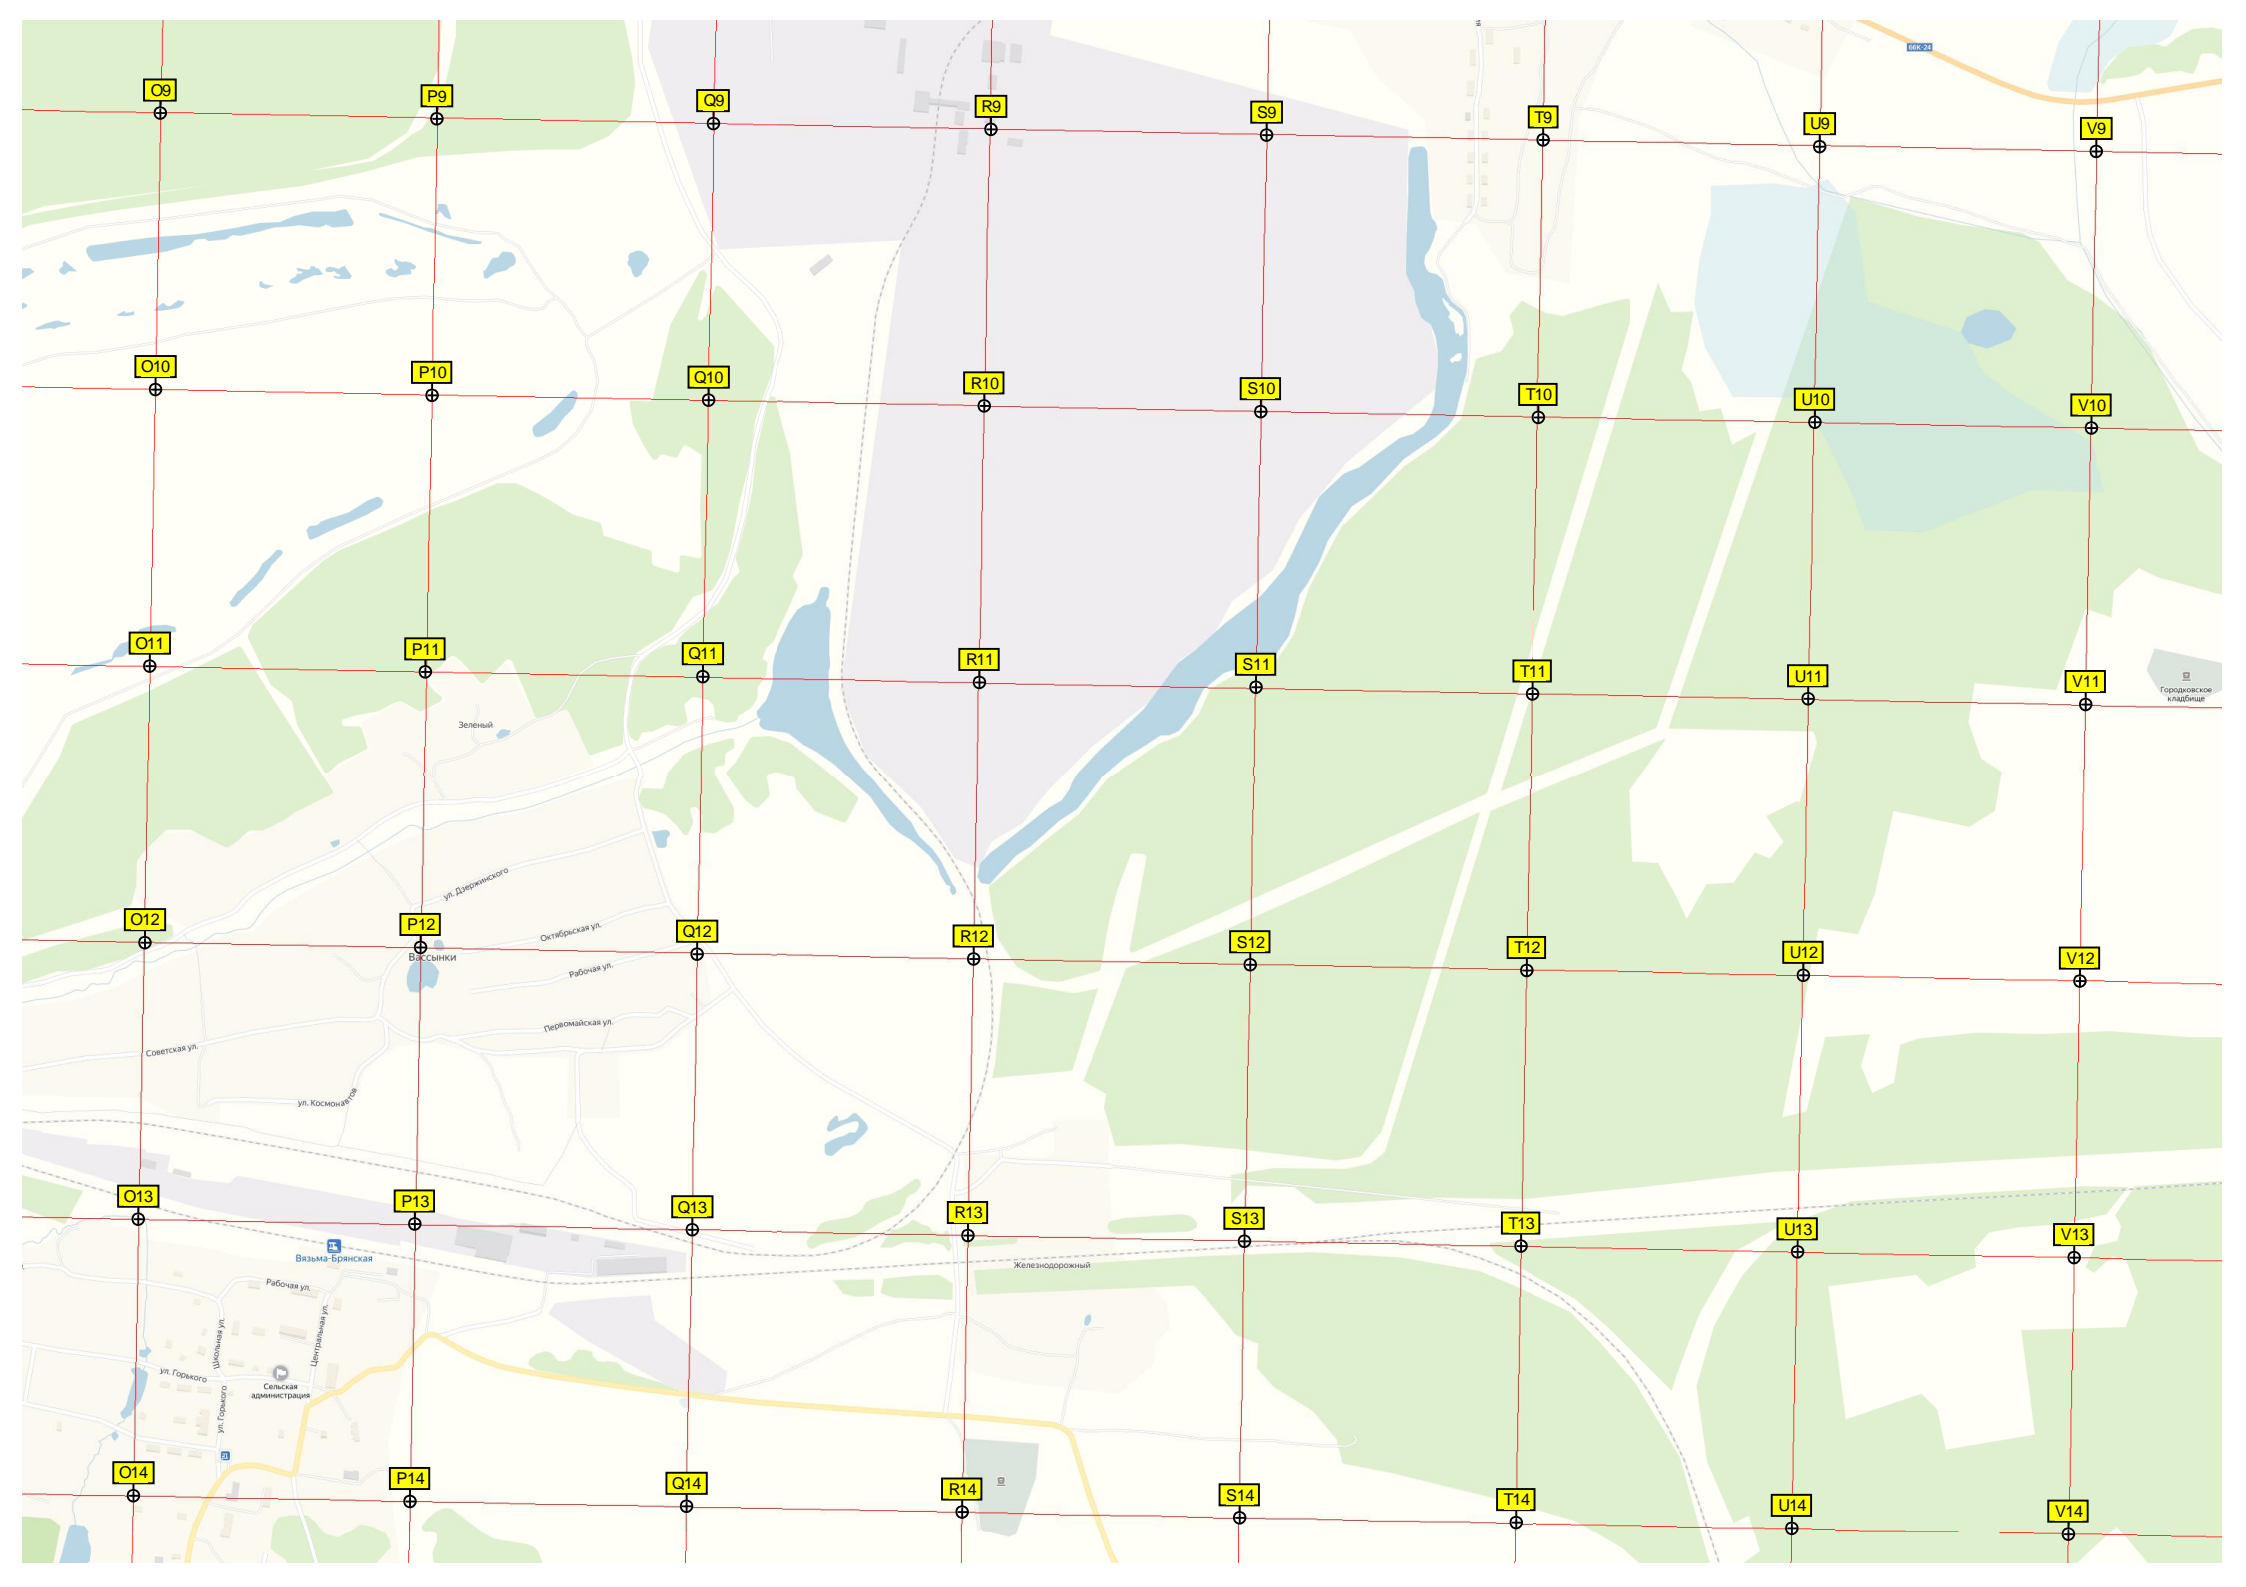 66К-24
O9
P9
Q9
R9
S9
T9
U9
V9
O10
P10
Q10
R10
S10
T10
U10
V10
O11
P11
Q11
R11
S11
T11
U11
V11
Городковское
кладбище
Зеленый
ул. Дзержинского
O12
P12
Q12
R12
S12
T12
U12
V12
Октябрьская ул.
Вассынки
Рабочая ул.
Первомайская ул.
Советская ул.
ул. Космонавтов
O13
P13
Q13
R13
S13
T13
U13
V13
Вязьма-Брянская
Железнодорожный
Рабочая ул.
Центральная ул.
Школьная ул.
ул. Горького
Сельская
администрация
ул. Горького
O14
P14
Q14
R14
S14
T14
U14
V14